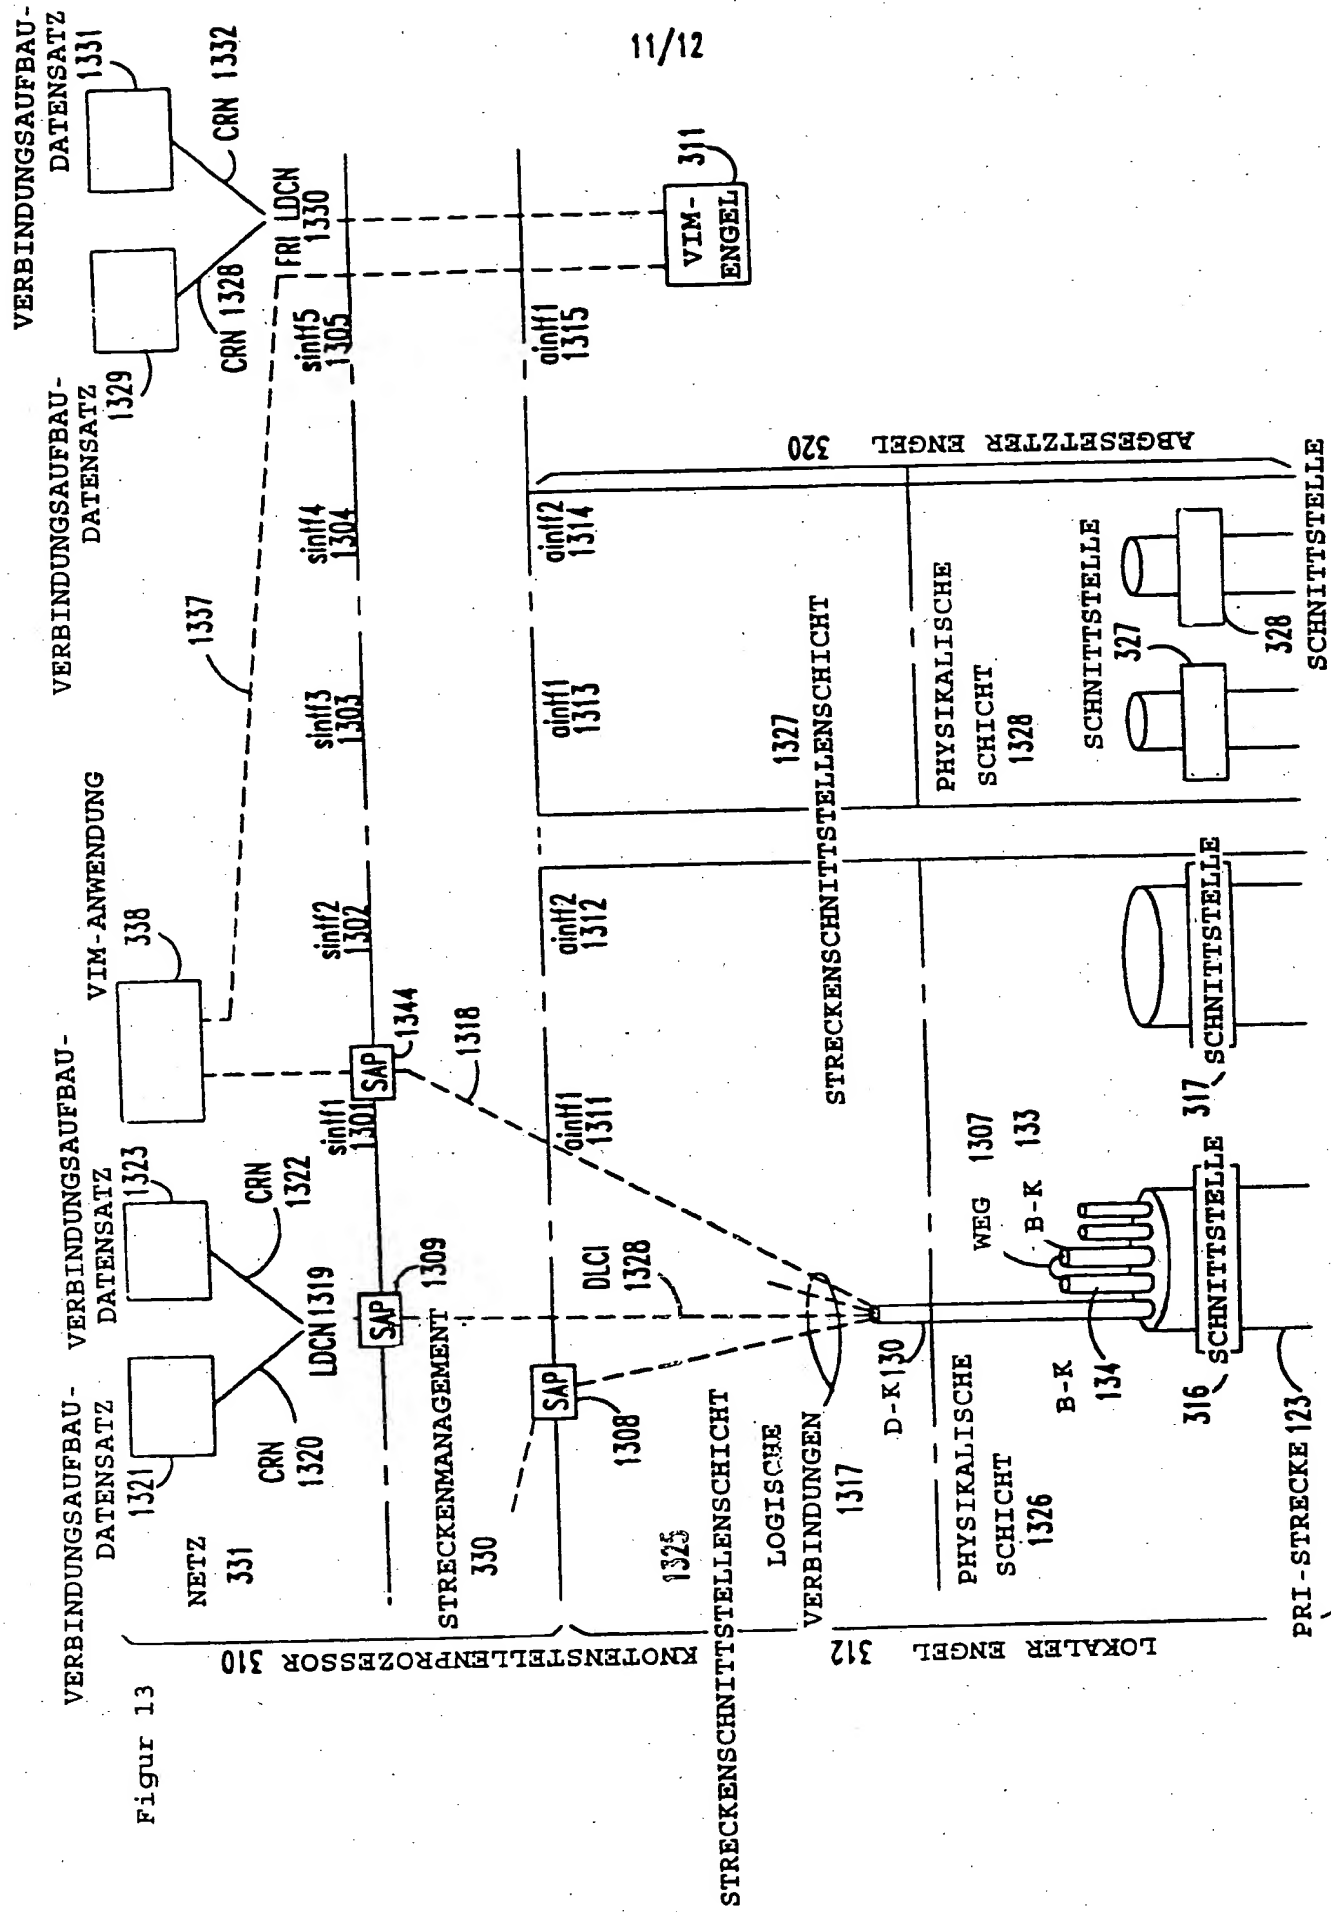 11/12
Figur 13
VERBINDUNGSAUFBAU-
DATENSATZ
1321
VERBINDUNGSAUFBAU-
DATENSATZ
1323
VIM-ANWENDUNG
338
VERBINDUNGSAUFBAU-
DATENSATZ
1329
VERBINDUNGSAUFBAU-
DATENSATZ
1331
NETZ
331
CRN
1320
CRN
1322
LDCN 1319
1337
CRN 1328
CRN 1332
FRI LDCN
1330
KNOTENSTELLENPROZESSOR 310
SAP
1309
sintf1
1301
SAP
1344
sintf2
1302
sintf3
1303
sintf4
1304
sintf5
1305
STRECKENMANAGEMENT
330
1318
SAP
1308
DLCI
1328
aintf1
1311
aintf2
1312
aintf1
1313
aintf2
1314
aintf1
1315
VIM-
ENGEL
311
1325
STRECKENSCHNITTSTELLENSCHICHT
LOGISCHE
VERBINDUNGEN
1317
1327
STRECKENSCHNITTSTELLENSCHICHT
LOKALER ENGEL 312
ABGESETZTER ENGEL 320
D-K 130
PHYSIKALISCHE
SCHICHT
1326
WEG 1307
B-K 133
B-K
134
PHYSIKALISCHE
SCHICHT
1328
SCHNITTSTELLE
327
328
316 SCHNITTSTELLE
317 SCHNITTSTELLE
SCHNITTSTELLE
PRI-STRECKE 123